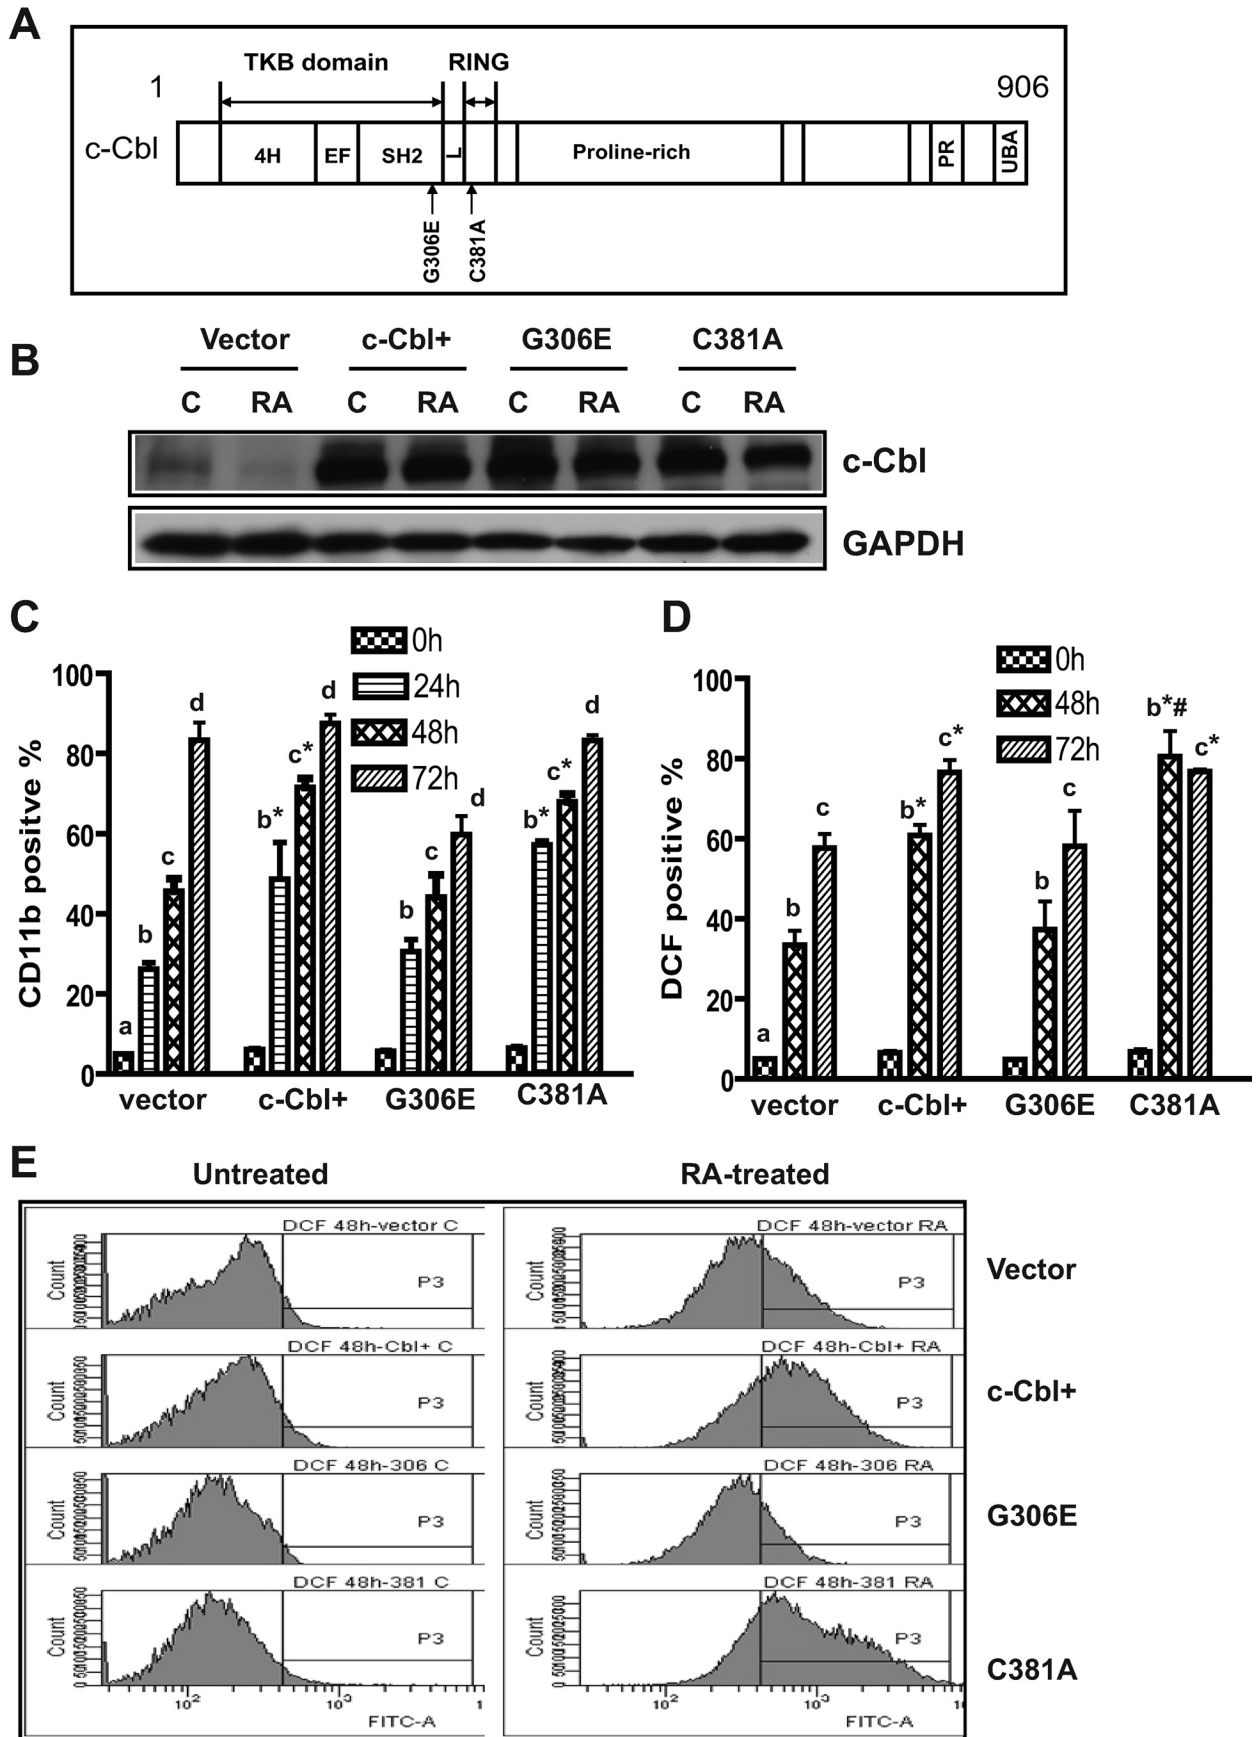 A
TKB domain RING
1 906
c-Cbl 4H EF SH2 L Proline-rich PR UBA
G306E C381A
B
Vector c-Cbl+ G306E C381A
C RA C RA C RA C RA
c-Cbl
GAPDH
C
CD11b positve %
0h
24h
48h
72h
100
80
60
40
20
0
a b c d
b* c* d
b c d
b* c* d
vector c-Cbl+ G306E C381A
D
DCF positive %
0h
48h
72h
100
80
60
40
20
0
a b c
b* c*
b c
b*# c*
vector c-Cbl+ G306E C381A
E
Untreated RA-treated
DCF 48h-vector C DCF 48h-vector RA
Count P3 Count P3 Vector
DCF 48h-Cbl+ C DCF 48h-Cbl+ RA
Count P3 Count P3 c-Cbl+
DCF 48h-306 C DCF 48h-306 RA
Count P3 Count P3 G306E
DCF 48h-381 C DCF 48h-381 RA
Count P3 Count P3 C381A
10² 10³ 10² 10³
FITC-A FITC-A